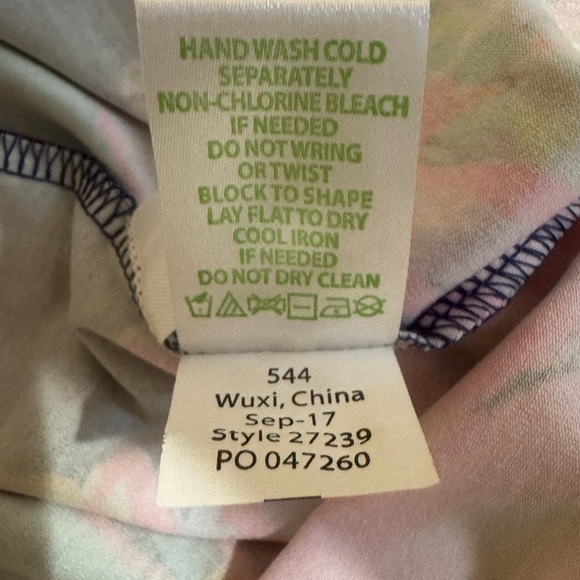 HAND WASH COLD
SEPARATELY
NON-CHLORINE BLEACH
IF NEEDED
DO NOT WRING
OR TWIST
BLOCK TO SHAPE
LAY FLAT TO DRY
COOL IRON
IF NEEDED
DO NOT DRY CLEAN
544
Wuxi, China
Sep-17
Style 27239
PO 047260